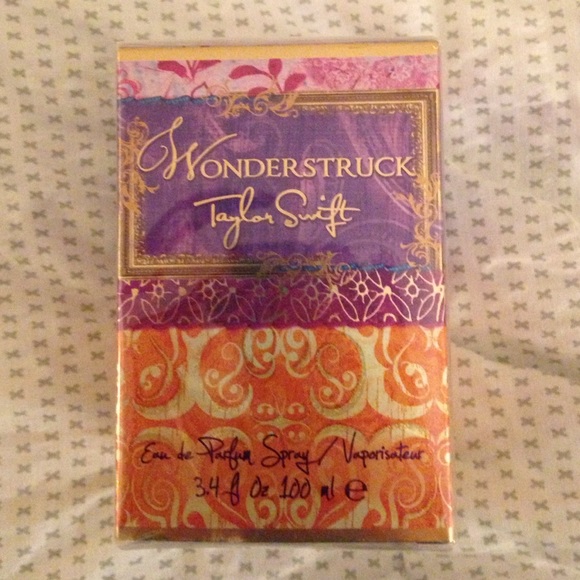 WONDERSTRUCK
Taylor Swift
Eau de Parfum Spray / Vaporisateur
3.4 fl Oz 100 ml ℮